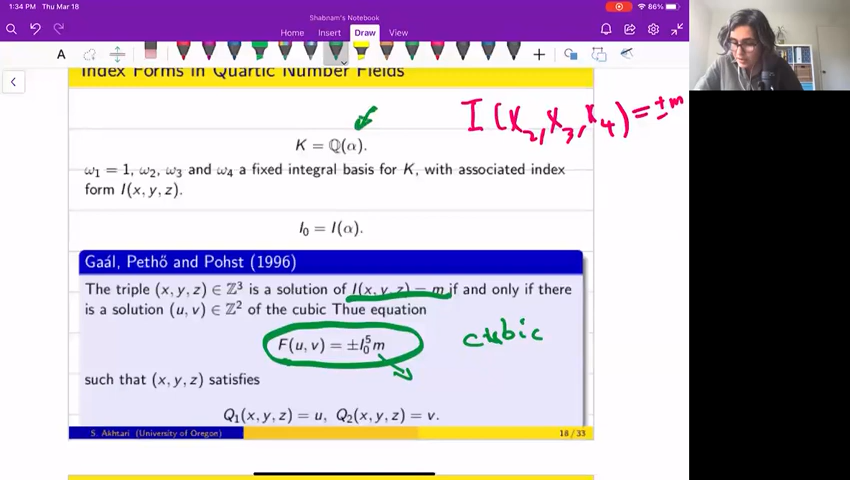 1:34 PM Thu Mar 18
86%
Shabnam's Notebook
Home Insert Draw View
A
Index Forms in Quartic Number Fields
I(X₂,X₃,X₄)=±m
K = ℚ(α).
ω₁ = 1, ω₂, ω₃ and ω₄ a fixed integral basis for K, with associated index
form I(x, y, z).
I₀ = I(α).
Gaál, Pethő and Pohst (1996)
The triple (x, y, z) ∈ ℤ³ is a solution of I(x, y, z) = m if and only if there
is a solution (u, v) ∈ ℤ² of the cubic Thue equation
F(u, v) = ±I₀⁵m
cubic
such that (x, y, z) satisfies
Q₁(x, y, z) = u, Q₂(x, y, z) = v.
S. Akhtari (University of Oregon) 18 / 33